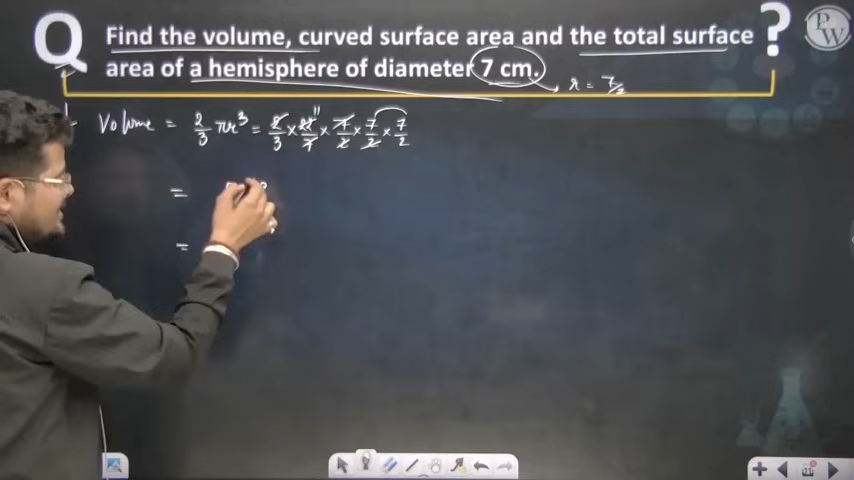 Q Find the volume, curved surface area and the total surface ?
area of a hemisphere of diameter 7 cm.
r = 7/2
Volume = 2/3 πr³ = 2/3 × 22/7 × 7/2 × 7/2 × 7/2
11
=
=
PW